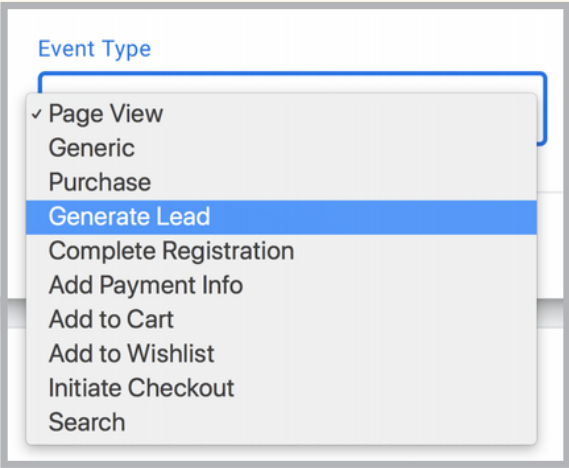 Event Type
✓ Page View
Generic
Purchase
Generate Lead
Complete Registration
Add Payment Info
Add to Cart
Add to Wishlist
Initiate Checkout
Search